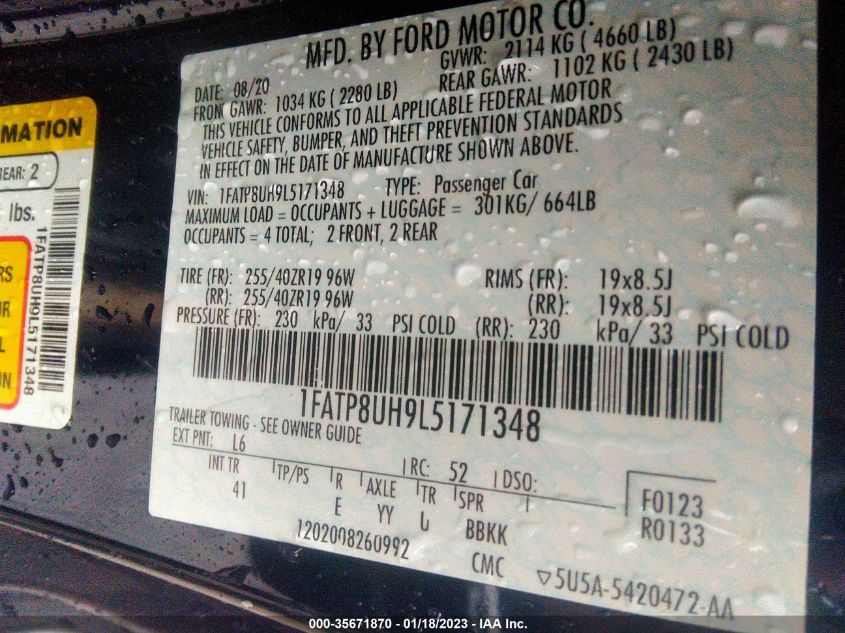 MFD. BY FORD MOTOR CO.
DATE: 08/20 GVWR: 2114 KG ( 4660 LB)
FRONT GAWR: 1034 KG ( 2280 LB) REAR GAWR: 1102 KG ( 2430 LB)
THIS VEHICLE CONFORMS TO ALL APPLICABLE FEDERAL MOTOR
VEHICLE SAFETY, BUMPER, AND THEFT PREVENTION STANDARDS
IN EFFECT ON THE DATE OF MANUFACTURE SHOWN ABOVE.
VIN: 1FATP8UH9L5171348 TYPE: Passenger Car
MAXIMUM LOAD = OCCUPANTS + LUGGAGE = 301KG/ 664LB
OCCUPANTS = 4 TOTAL; 2 FRONT, 2 REAR
TIRE (FR): 255/40ZR19 96W RIMS (FR): 19x8.5J
(RR): 255/40ZR19 96W (RR): 19x8.5J
PRESSURE (FR): 230 kPa/ 33 PSI COLD (RR): 230 kPa/ 33 PSI COLD
1FATP8UH9L5171348
TRAILER TOWING - SEE OWNER GUIDE
EXT PNT: L6 RC: 52 DSO:
INT TR TP/PS R AXLE TR SPR
41 E YY U BBKK
F0123
R0133
1202008260992 CMC
5U5A-5420472-AA
MATION
REAR: 2
lbs.
RS
UR
L
ON
1FATP8UH9L5171348
000-35671870 - 01/18/2023 - IAA Inc.